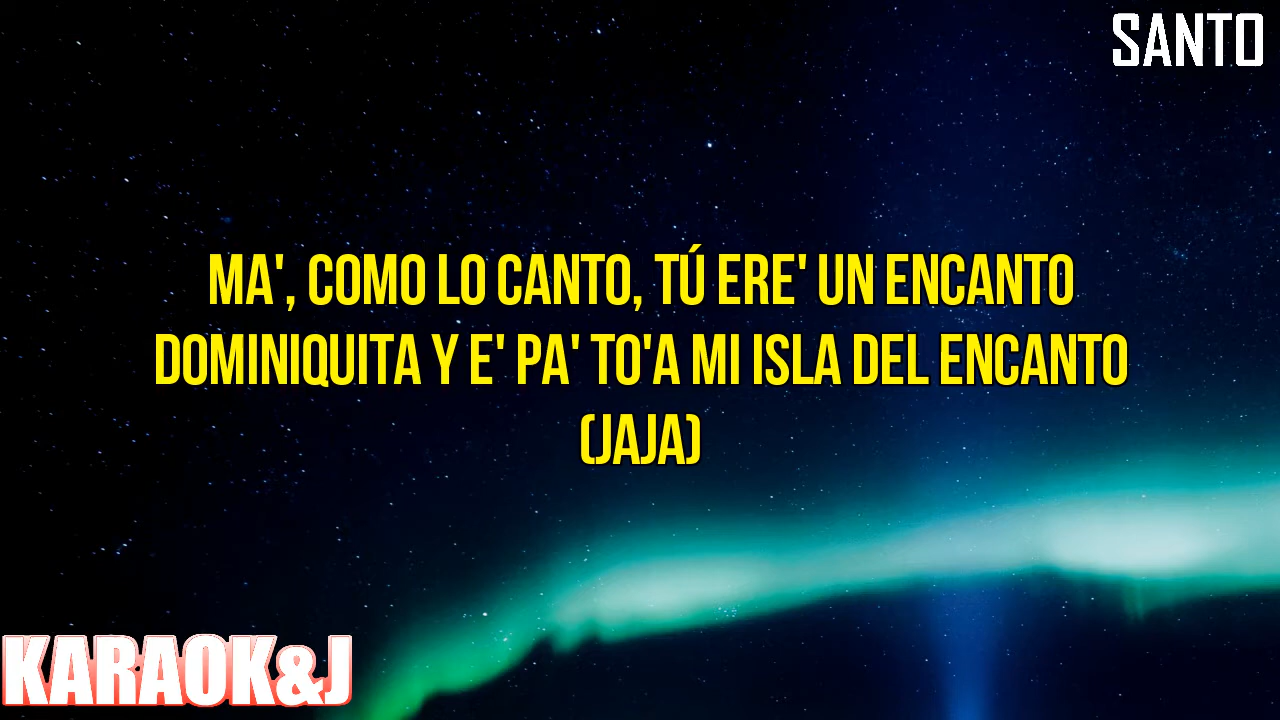 SANTO
MA', COMO LO CANTO, TÚ ERE' UN ENCANTO
DOMINIQUITA Y E' PA' TO'A MI ISLA DEL ENCANTO
(JAJA)
KARAOK&J